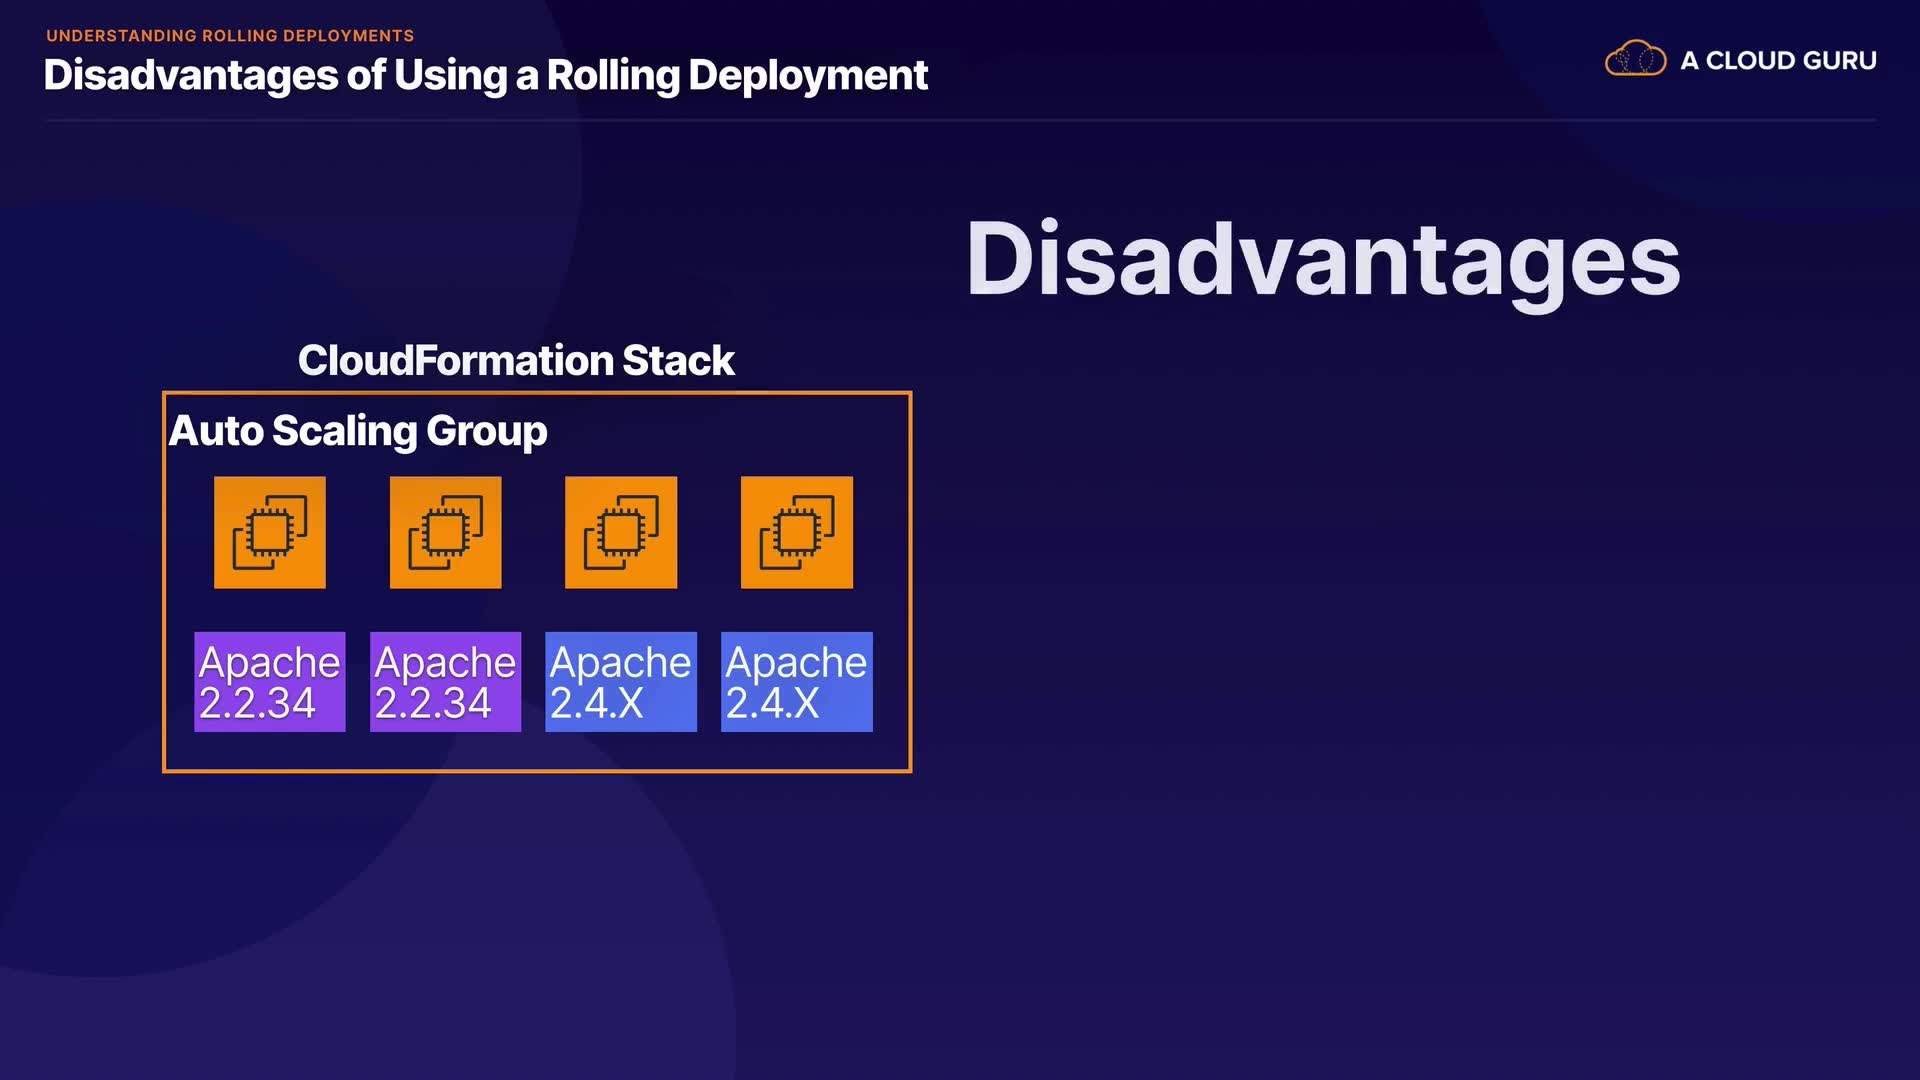 UNDERSTANDING ROLLING DEPLOYMENTS
Disadvantages of Using a Rolling Deployment
A CLOUD GURU
Disadvantages
CloudFormation Stack
Auto Scaling Group
Apache
2.2.34
Apache
2.2.34
Apache
2.4.X
Apache
2.4.X